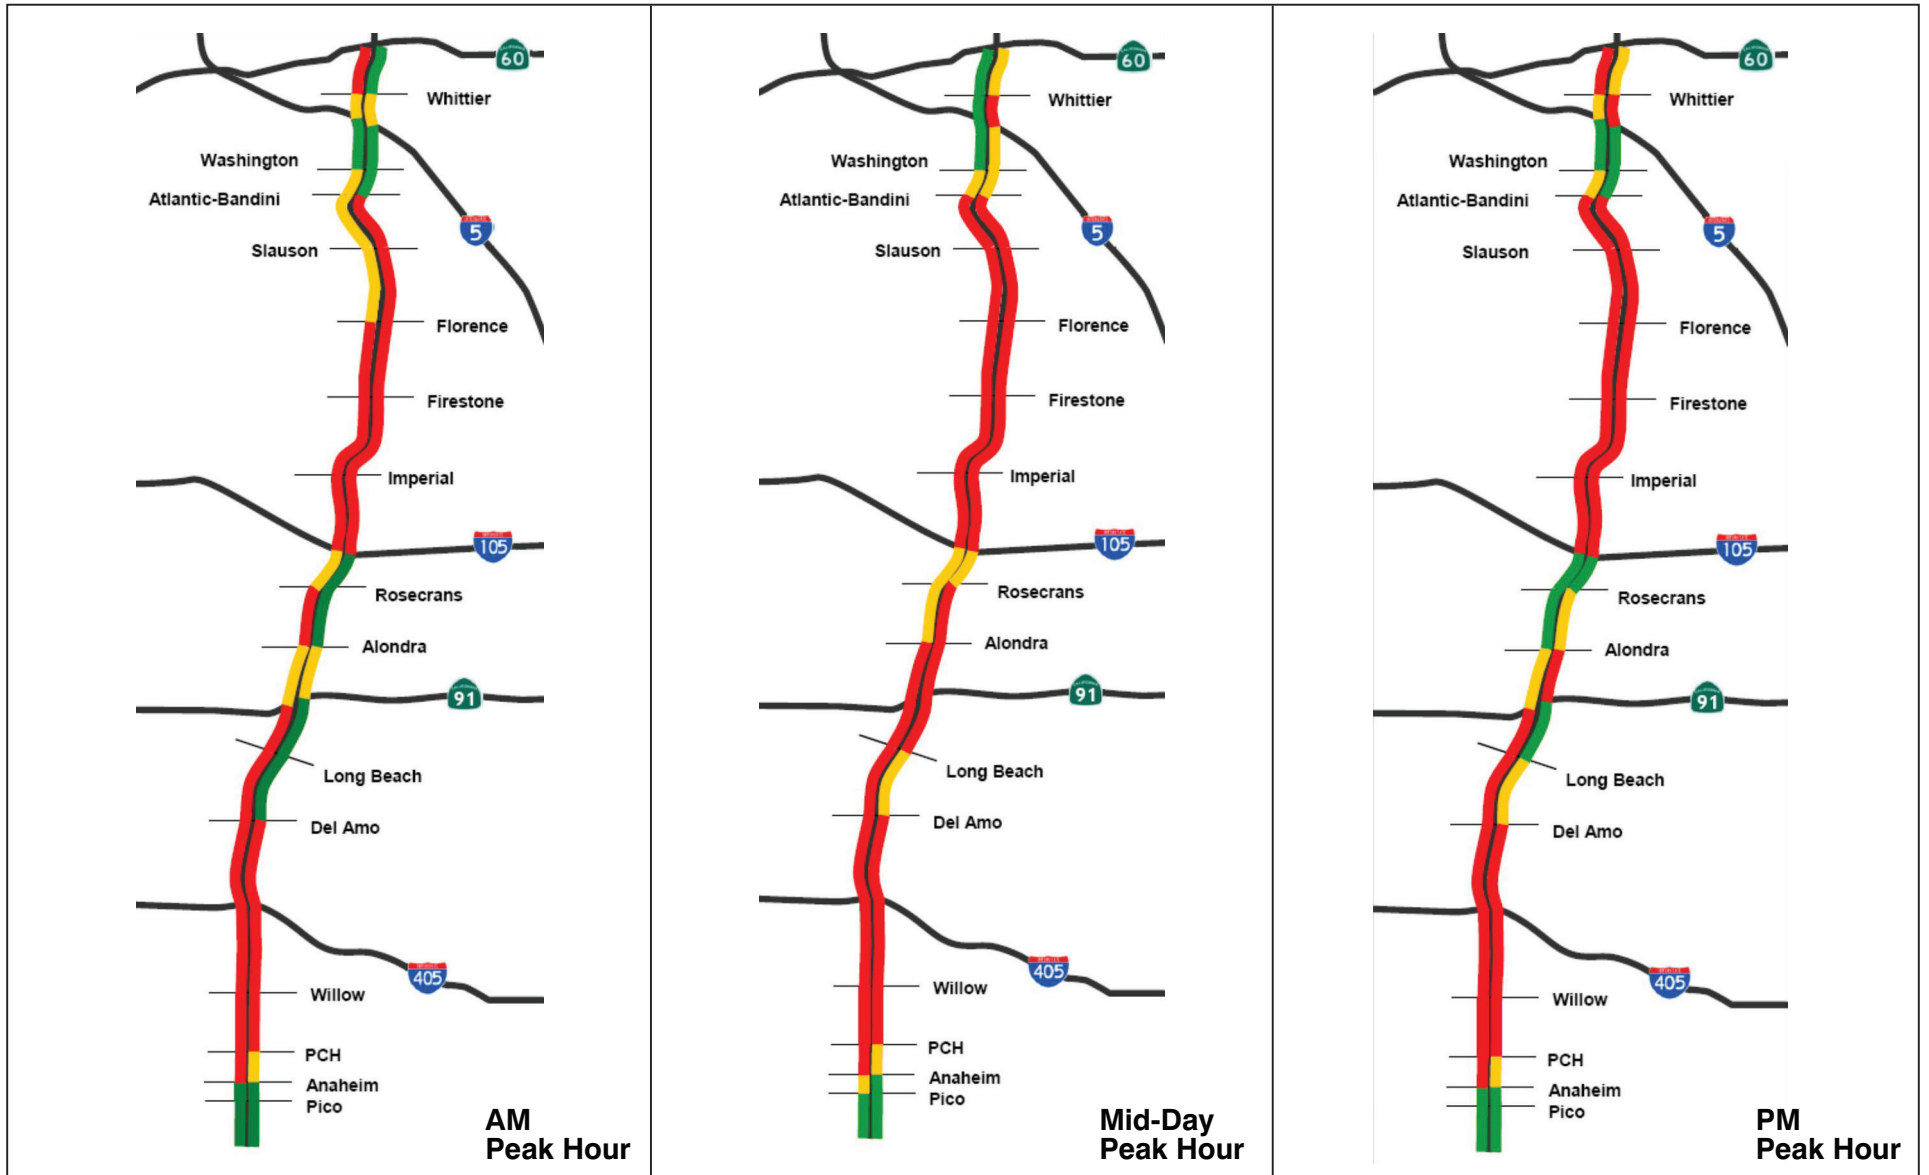 60
Whittier
Washington
Atlantic-Bandini
5
Slauson
Florence
Firestone
Imperial
105
Rosecrans
Alondra
91
Long Beach
Del Amo
405
Willow
PCH
Anaheim
Pico
AM
Peak Hour
60
Whittier
Washington
Atlantic-Bandini
5
Slauson
Florence
Firestone
Imperial
105
Rosecrans
Alondra
91
Long Beach
Del Amo
405
Willow
PCH
Anaheim
Pico
Mid-Day
Peak Hour
60
Whittier
Washington
Atlantic-Bandini
5
Slauson
Florence
Firestone
Imperial
105
Rosecrans
Alondra
91
Long Beach
Del Amo
405
Willow
PCH
Anaheim
Pico
PM
Peak Hour